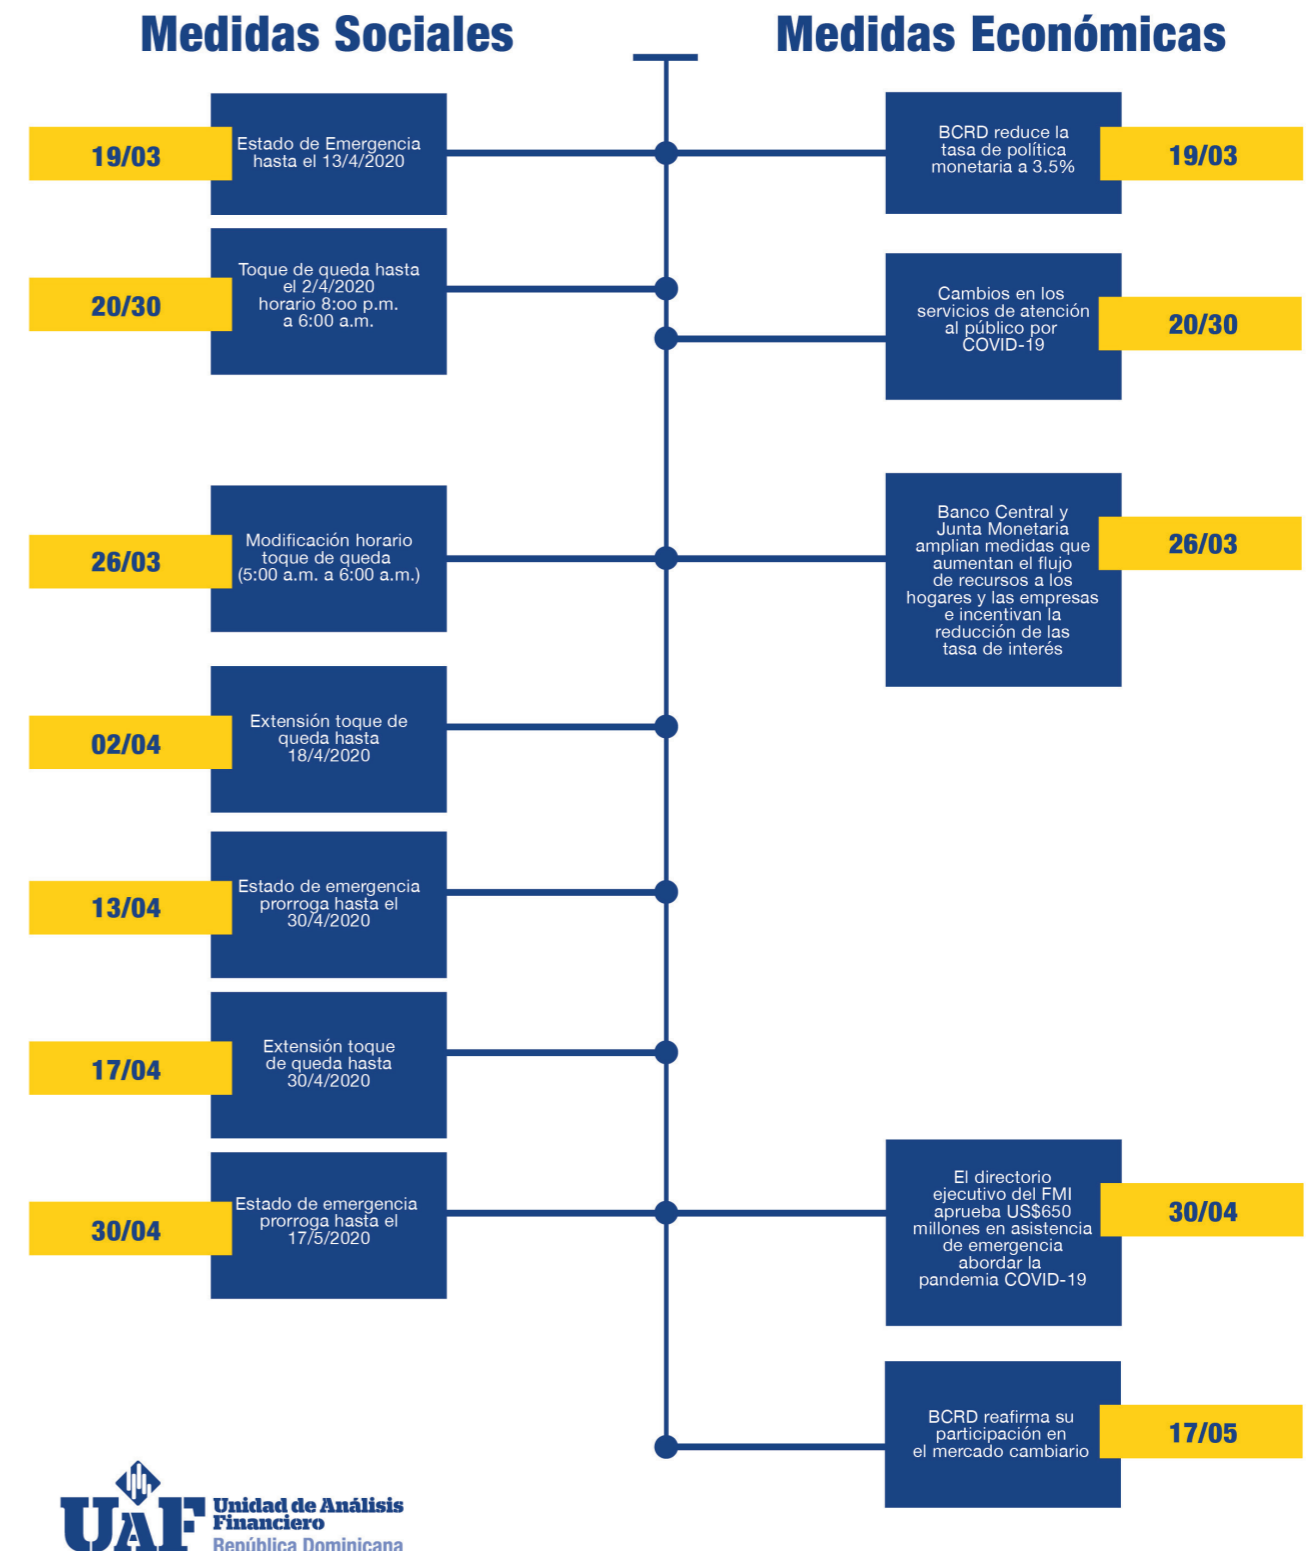 Medidas Sociales
Medidas Económicas
19/03
Estado de Emergencia
hasta el 13/4/2020
BCRD reduce la
tasa de política
monetaria a 3.5%
19/03
20/30
Toque de queda hasta
el 2/4/2020
horario 8:oo p.m.
a 6:00 a.m.
Cambios en los
servicios de atención
al público por
COVID-19
20/30
26/03
Modificación horario
toque de queda
(5:00 a.m. a 6:00 a.m.)
Banco Central y
Junta Monetaria
amplian medidas que
aumentan el flujo
de recursos a los
hogares y las empresas
e incentivan la
reducción de las
tasa de interés
26/03
02/04
Extensión toque de
queda hasta
18/4/2020
13/04
Estado de emergencia
prorroga hasta el
30/4/2020
17/04
Extensión toque
de queda hasta
30/4/2020
30/04
Estado de emergencia
prorroga hasta el
17/5/2020
El directorio
ejecutivo del FMI
aprueba US$650
millones en asistencia
de emergencia
abordar la
pandemia COVID-19
30/04
BCRD reafirma su
participación en
el mercado cambiario
17/05
UAF
Unidad de Análisis
Financiero
República Dominicana